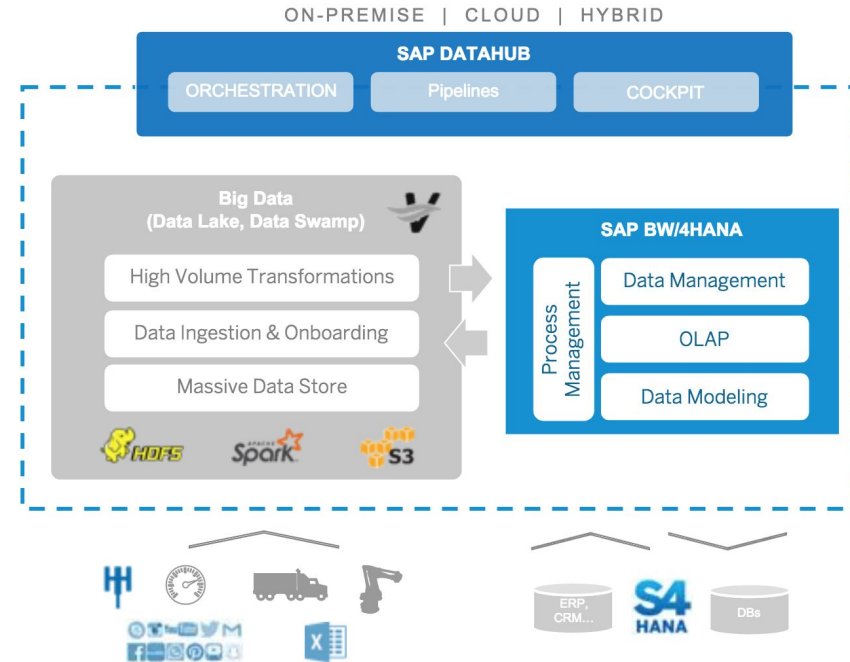 ON-PREMISE | CLOUD | HYBRID
SAP DATAHUB
ORCHESTRATION
Pipelines
COCKPIT
Big Data
(Data Lake, Data Swamp)
High Volume Transformations
Data Ingestion & Onboarding
Massive Data Store
HDFS
APACHE
Spark
S3
SAP BW/4HANA
Process
Management
Data Management
OLAP
Data Modeling
YouTube
X
ERP,
CRM...
S4
HANA
DBs